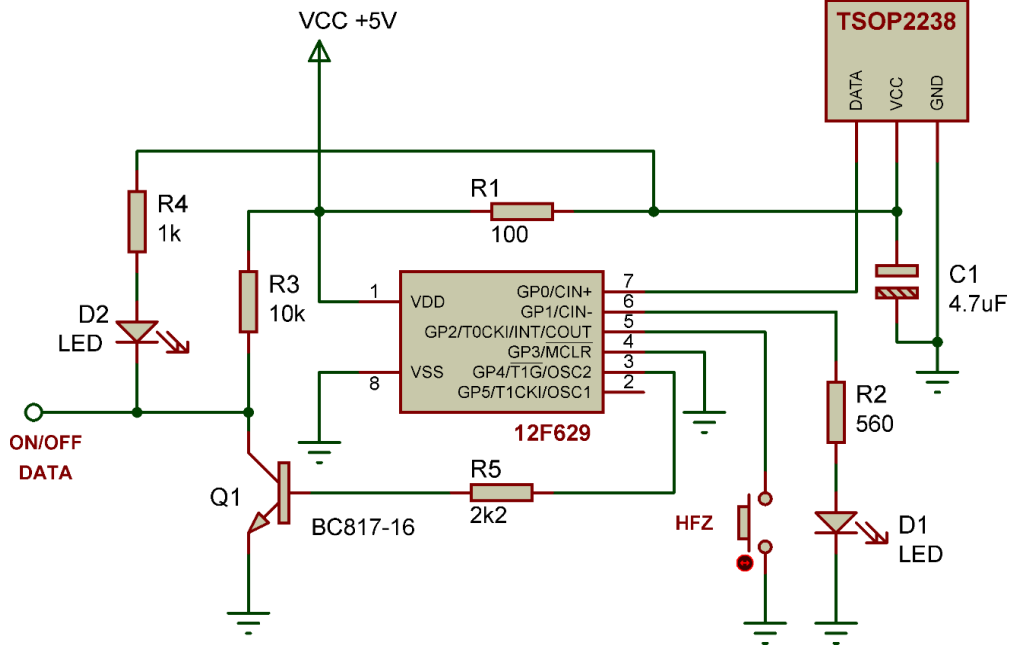 VCC +5V
TSOP2238
DATA
VCC
GND
R4
1k
R1
100
R3
10k
C1
4.7uF
D2
LED
1
VDD
8
VSS
GP0/CIN+
7
GP1/CIN-
6
GP2/T0CKI/INT/COUT
5
GP3/MCLR
4
GP4/T1G/OSC2
3
GP5/T1CKI/OSC1
2
12F629
R2
560
ON/OFF
DATA
Q1
BC817-16
R5
2k2
HFZ
D1
LED